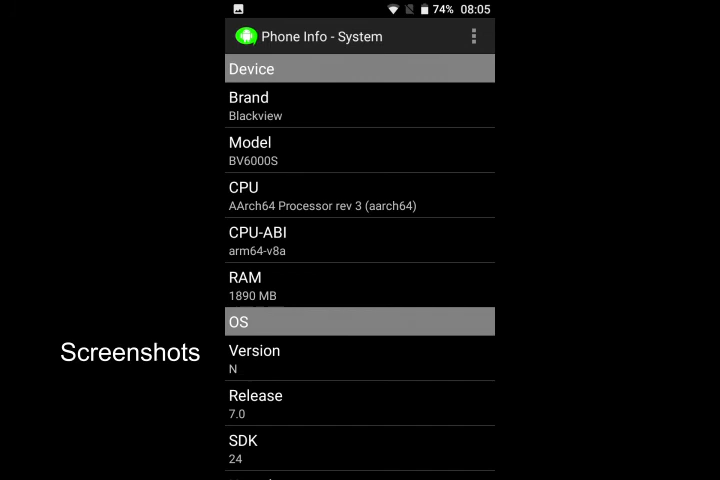 74% 08:05
Phone Info - System
Device
Brand
Blackview
Model
BV6000S
CPU
AArch64 Processor rev 3 (aarch64)
CPU-ABI
arm64-v8a
RAM
1890 MB
OS
Screenshots
Version
N
Release
7.0
SDK
24